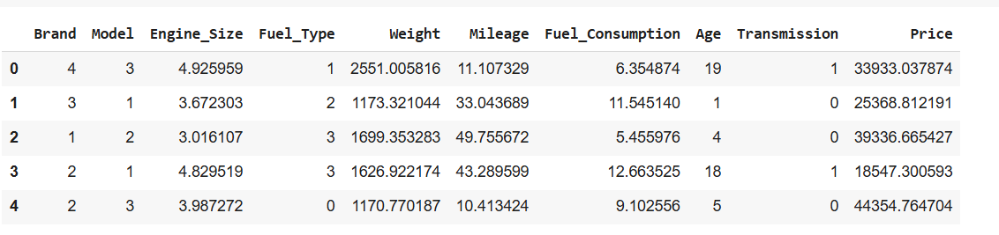 Brand Model Engine_Size Fuel_Type Weight Mileage Fuel_Consumption Age Transmission Price
0 4 3 4.925959 1 2551.005816 11.107329 6.354874 19 1 33933.037874
1 3 1 3.672303 2 1173.321044 33.043689 11.545140 1 0 25368.812191
2 1 2 3.016107 3 1699.353283 49.755672 5.455976 4 0 39336.665427
3 2 1 4.829519 3 1626.922174 43.289599 12.663525 18 1 18547.300593
4 2 3 3.987272 0 1170.770187 10.413424 9.102556 5 0 44354.764704